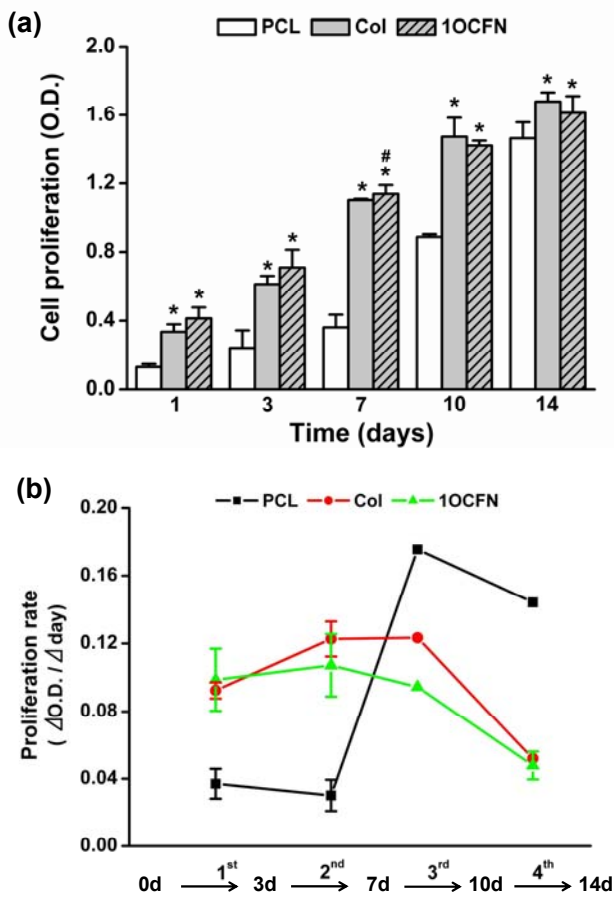 (a)
PCL Col 1OCFN
Cell proliferation (O.D.)
2.0
1.6
1.2
0.8
0.4
0.0
* * * * * # * * * * *
1 3 7 10 14
Time (days)
(b)
PCL Col 1OCFN
Proliferation rate
( ⊿O.D. / ⊿day)
0.20
0.16
0.12
0.08
0.04
0.00
0d 1st 3d 2nd 7d 3rd 10d 4th 14d